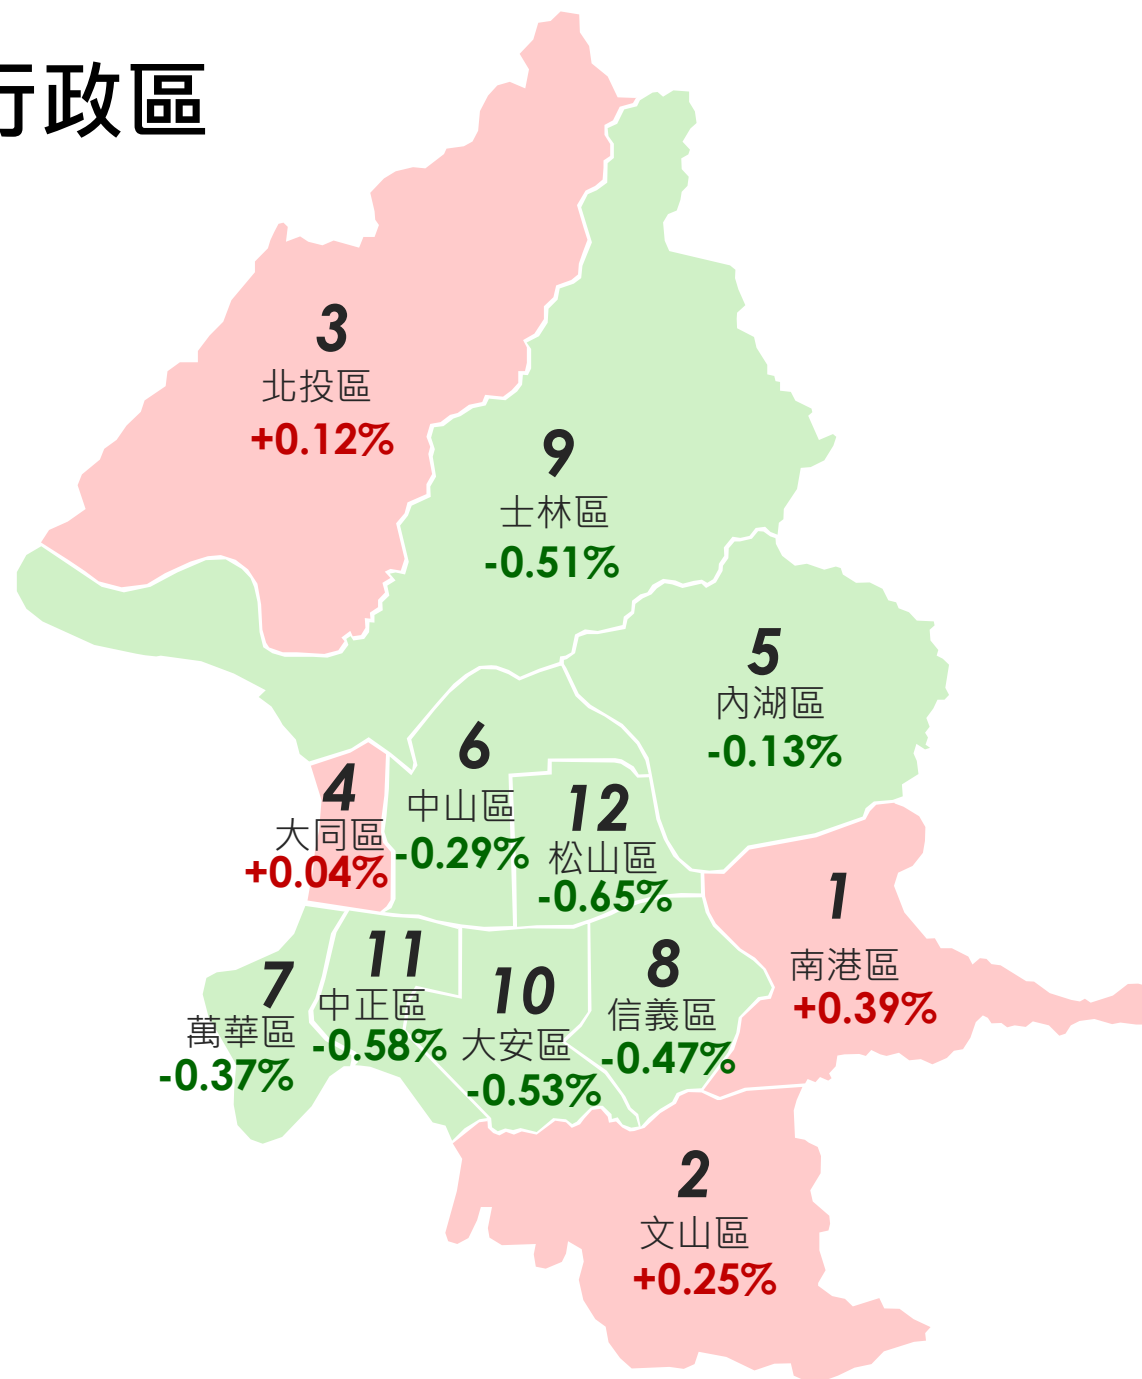 行政區
3
北投區
+0.12%
9
士林區
-0.51%
5
內湖區
-0.13%
6
中山區
-0.29%
4
大同區
+0.04%
12
松山區
-0.65%
1
南港區
+0.39%
11
中正區
-0.58%
7
萬華區
-0.37%
10
大安區
-0.53%
8
信義區
-0.47%
2
文山區
+0.25%